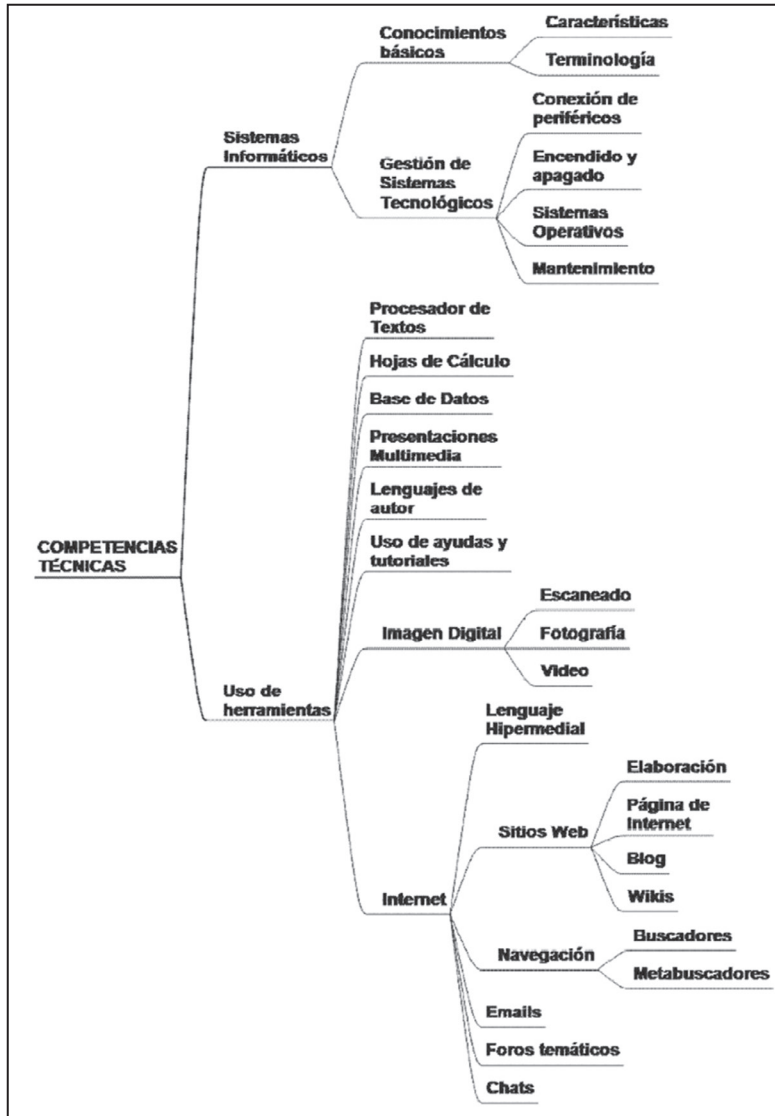 COMPETENCIAS
TÉCNICAS
Sistemas
Informáticos
Conocimientos
básicos
Características
Terminología
Gestión de
Sistemas
Tecnológicos
Conexión de
periféricos
Encendido y
apagado
Sistemas
Operativos
Mantenimiento
Uso de
herramientas
Procesador de
Textos
Hojas de Cálculo
Base de Datos
Presentaciones
Multimedia
Lenguajes de
autor
Uso de ayudas y
tutoriales
Imagen Digital
Escaneado
Fotografía
Video
Internet
Lenguaje
Hipermedial
Sitios Web
Elaboración
Página de
Internet
Blog
Wikis
Navegación
Buscadores
Metabuscadores
Emails
Foros temáticos
Chats